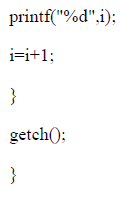 printf("%d",i);
i=i+1;
}
getch();
}